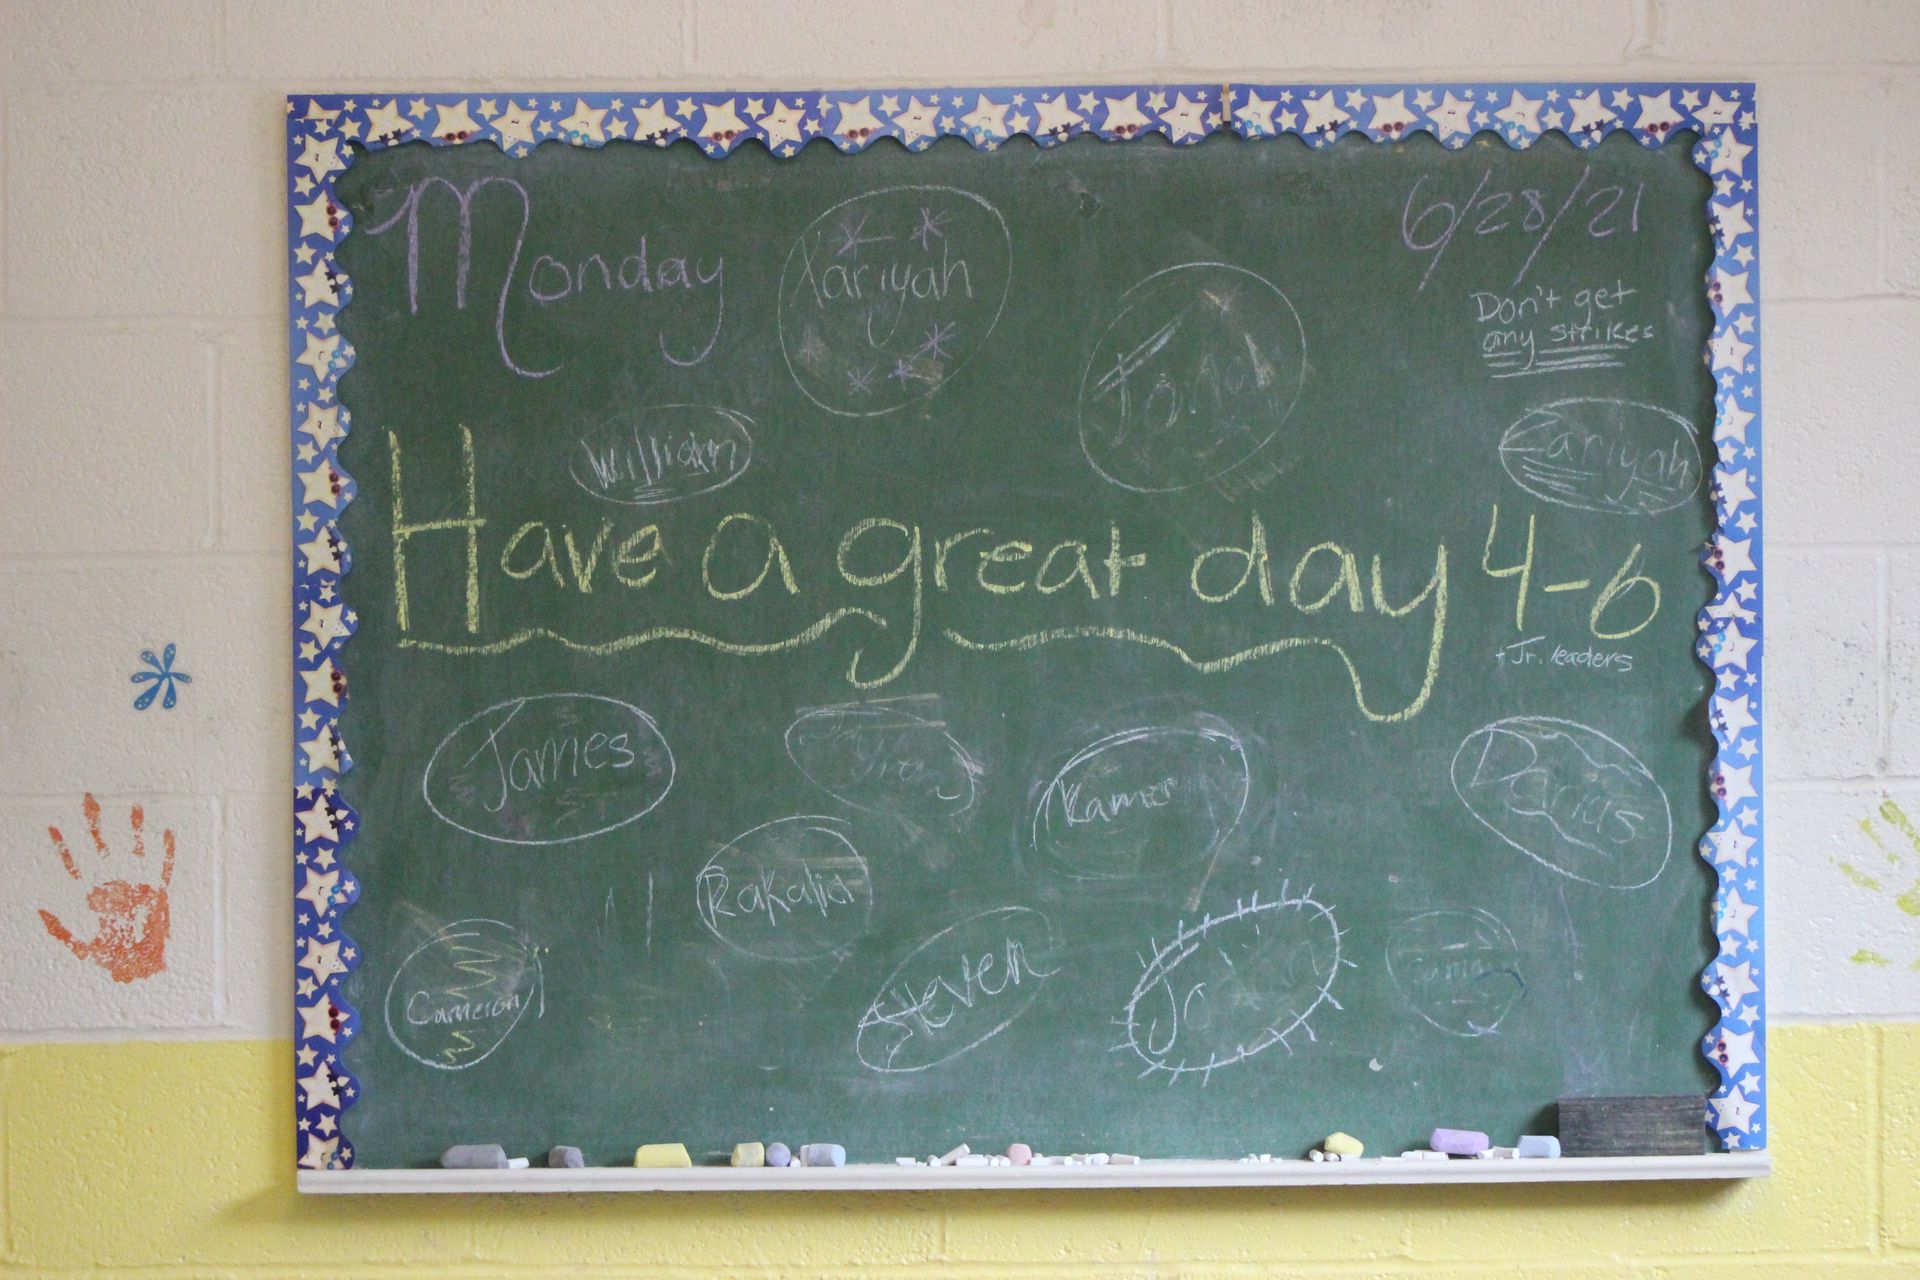 Monday
6/28/21
Don't get
any strikes
Xariyah
William
Zariyah
Have a great day 4-6
+ Jr. leaders
James
Darius
RaKalia
Cameron
Steven